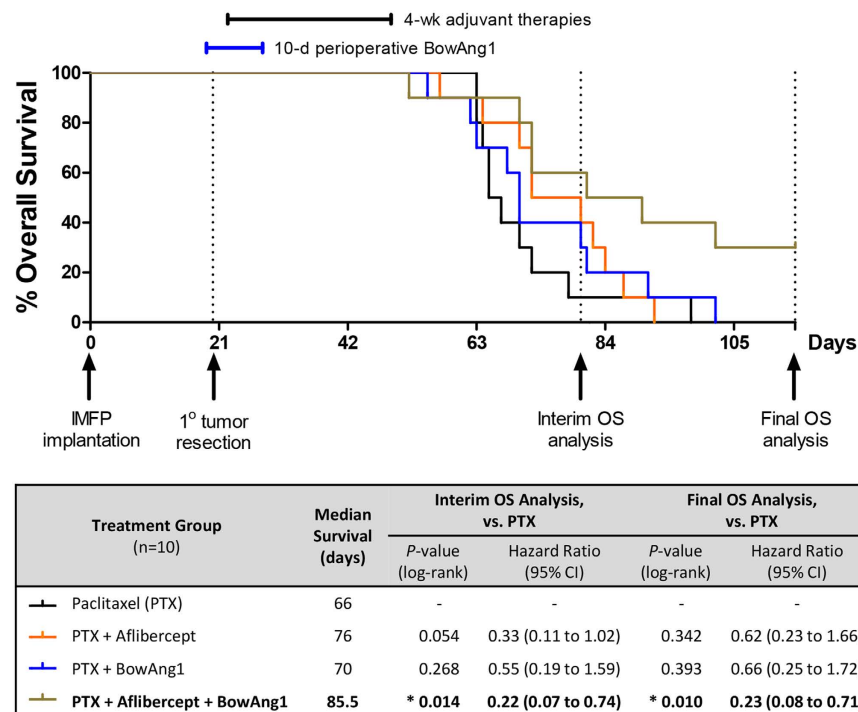 4-wk adjuvant therapies
10-d perioperative BowAng1
% Overall Survival
100
80
60
40
20
0
0 21 42 63 84 105 Days
IMFP implantation
1° tumor resection
Interim OS analysis
Final OS analysis
Treatment Group (n=10) Median Survival (days) Interim OS Analysis, vs. PTX Final OS Analysis, vs. PTX
P-value (log-rank) Hazard Ratio (95% CI) P-value (log-rank) Hazard Ratio (95% CI)
Paclitaxel (PTX) 66 - - - -
PTX + Aflibercept 76 0.054 0.33 (0.11 to 1.02) 0.342 0.62 (0.23 to 1.66
PTX + BowAng1 70 0.268 0.55 (0.19 to 1.59) 0.393 0.66 (0.25 to 1.72
PTX + Aflibercept + BowAng1 85.5 * 0.014 0.22 (0.07 to 0.74) * 0.010 0.23 (0.08 to 0.71